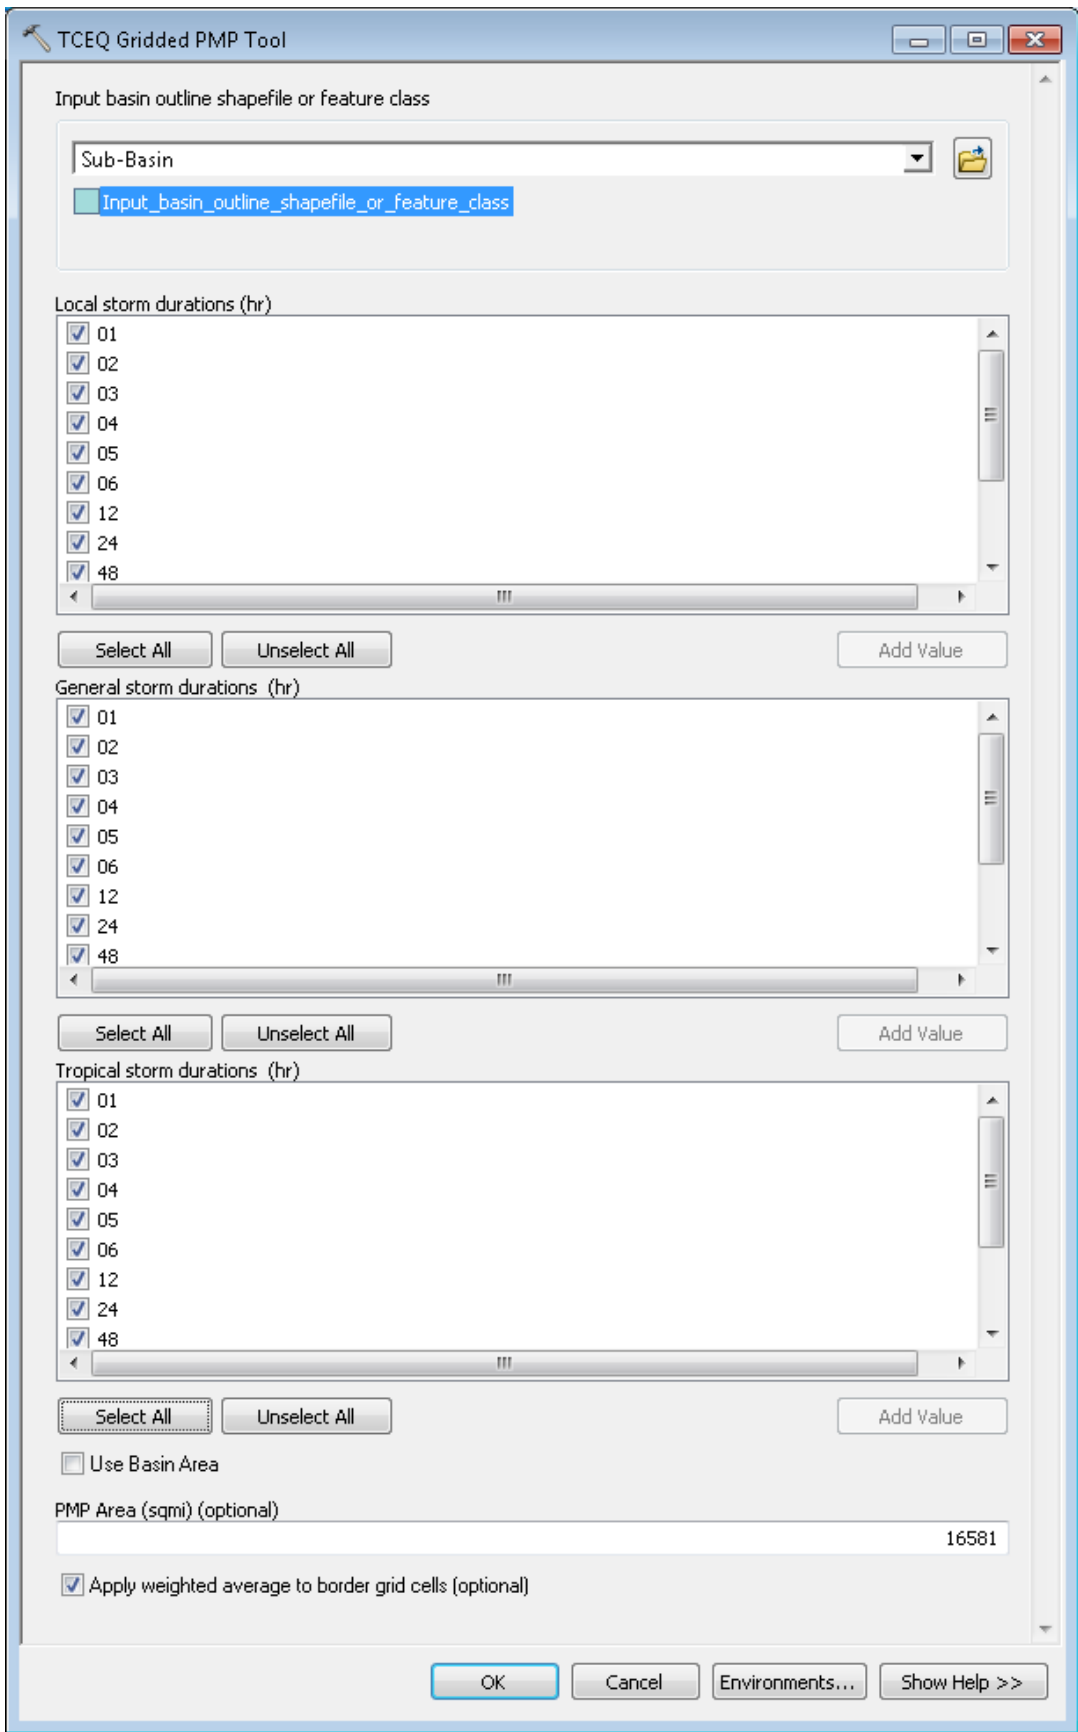 TCEQ Gridded PMP Tool
Input basin outline shapefile or feature class
Sub-Basin
Input_basin_outline_shapefile_or_feature_class
Local storm durations (hr)
01
02
03
04
05
06
12
24
48
Select All Unselect All Add Value
General storm durations (hr)
01
02
03
04
05
06
12
24
48
Select All Unselect All Add Value
Tropical storm durations (hr)
01
02
03
04
05
06
12
24
48
Select All Unselect All Add Value
Use Basin Area
PMP Area (sqmi) (optional)
16581
Apply weighted average to border grid cells (optional)
OK Cancel Environments... Show Help >>